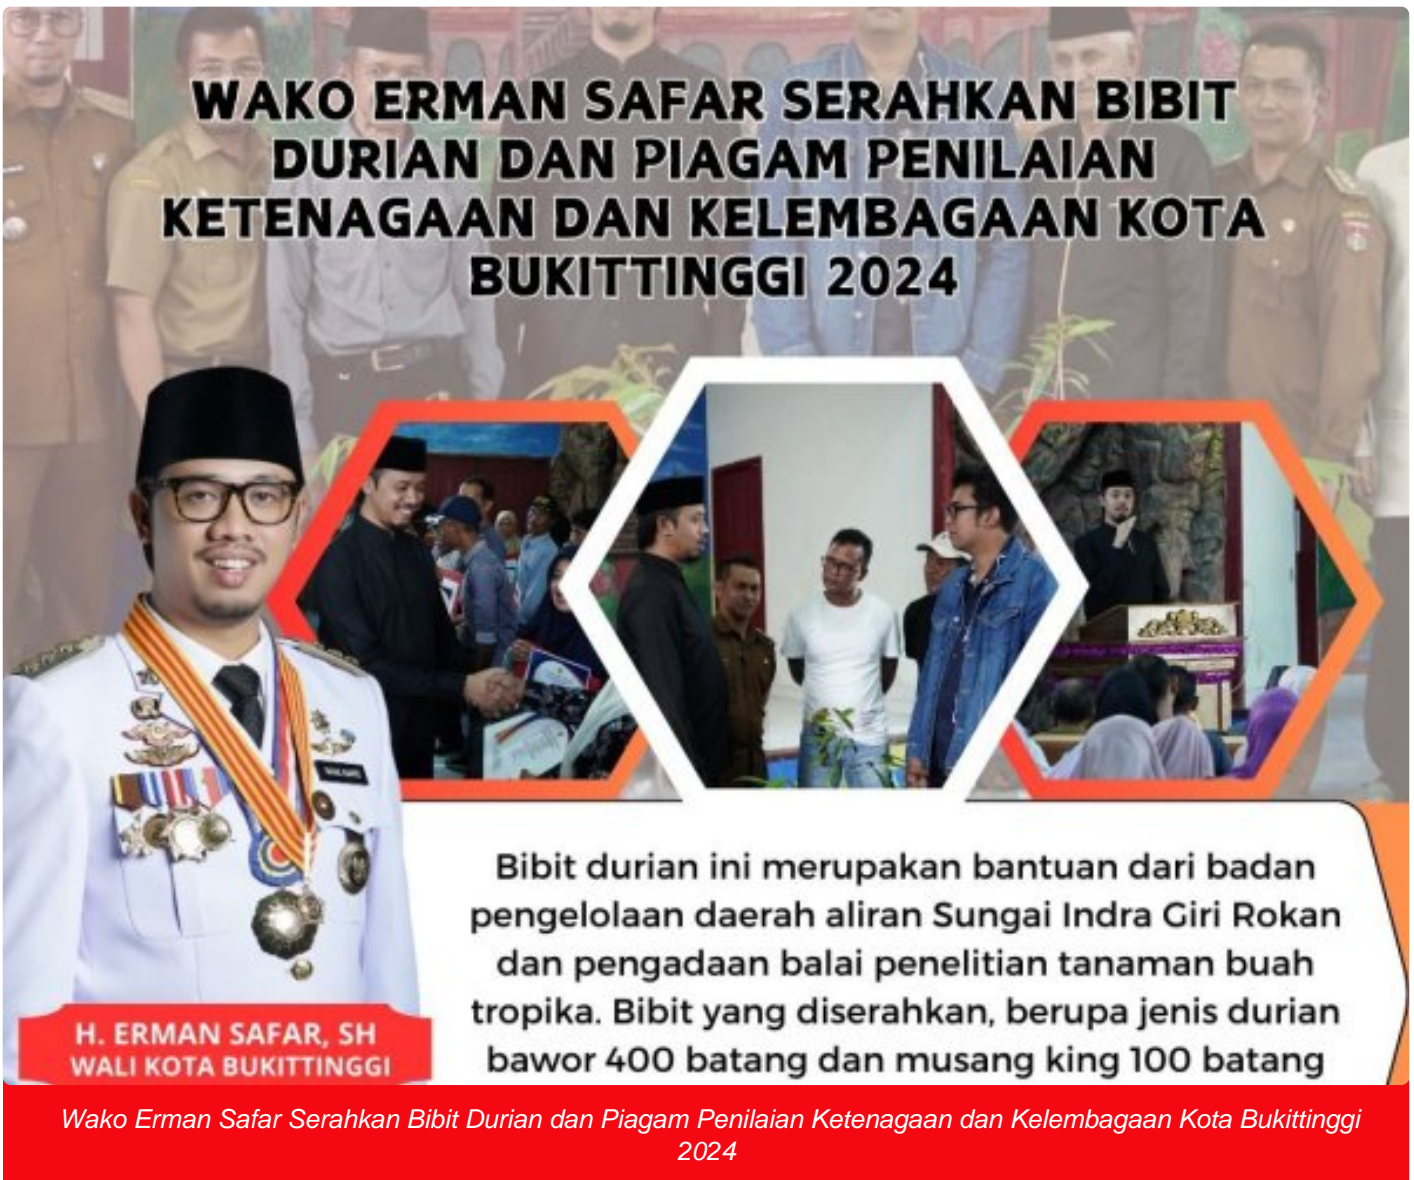 WAKO ERMAN SAFAR SERAHKAN BIBIT
DURIAN DAN PIAGAM PENILAIAN
KETENAGAAN DAN KELEMBAGAAN KOTA
BUKITTINGGI 2024
Bibit durian ini merupakan bantuan dari badan
pengelolaan daerah aliran Sungai Indra Giri Rokan
dan pengadaan balai penelitian tanaman buah
tropika. Bibit yang diserahkan, berupa jenis durian
bawor 400 batang dan musang king 100 batang
H. ERMAN SAFAR, SH
WALI KOTA BUKITTINGGI
Wako Erman Safar Serahkan Bibit Durian dan Piagam Penilaian Ketenagaan dan Kelembagaan Kota Bukittinggi
2024